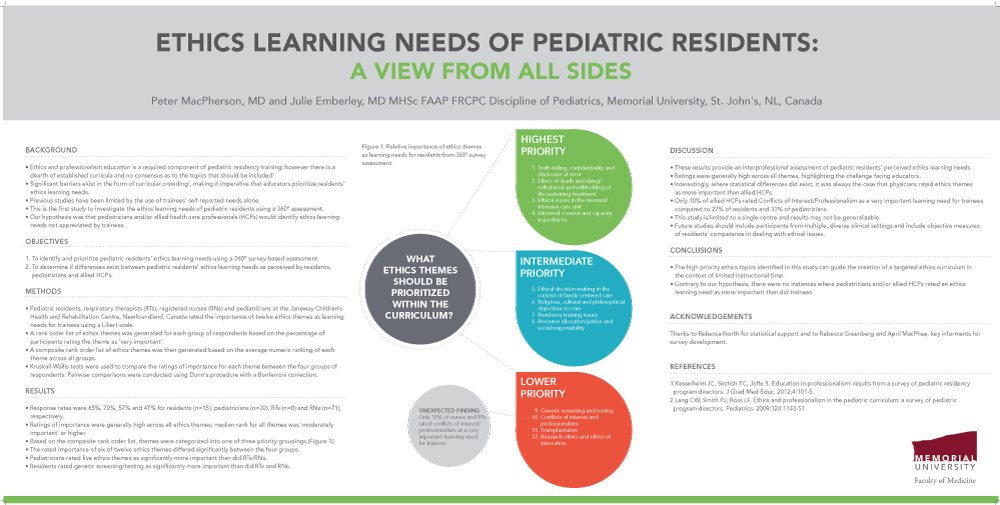 ETHICS LEARNING NEEDS OF PEDIATRIC RESIDENTS:
A VIEW FROM ALL SIDES
Peter MacPherson, MD and Julie Emberley, MD MHSc FAAP FRCPC Discipline of Pediatrics, Memorial University, St. John's, NL, Canada
BACKGROUND
• Ethics and professionalism education is a required component of pediatric residency training; however there is a
dearth of established curricula and no consensus as to the topics that should be included¹.
• Significant barriers exist in the form of curricular crowding², making it imperative that educators prioritize residents'
ethics learning needs.
• Previous studies have been limited by the use of trainees' self-reported needs alone.
• This is the first study to investigate the ethics learning needs of pediatric residents using a 360° assessment.
• Our hypothesis was that pediatricians and/or allied health care professionals (HCPs) would identify ethics learning
needs not appreciated by trainees.
OBJECTIVES
1. To identify and prioritize pediatric residents' ethics learning needs using a 360° survey-based assessment.
2. To determine if differences exist between pediatric residents' ethics learning needs as perceived by residents,
pediatricians and allied HCPs.
METHODS
• Pediatric residents, respiratory therapists (RTs), registered nurses (RNs) and pediatricians at the Janeway Children's
Health and Rehabilitation Centre, Newfoundland, Canada rated the importance of twelve ethics themes as learning
needs for trainees using a Likert scale.
• A rank order list of ethics themes was generated for each group of respondents based on the percentage of
participants rating the theme as 'very important'.
• A composite rank order list of ethics themes was then generated based on the average numeric ranking of each
theme across all groups.
• Kruskall-Wallis tests were used to compare the ratings of importance for each theme between the four groups of
respondents. Pairwise comparisons were conducted using Dunn's procedure with a Bonferroni correction.
RESULTS
• Response rates were 65%, 70%, 57% and 47% for residents (n=15), pediatricians (n=30), RTs (n=8) and RNs (n=71),
respectively.
• Ratings of importance were generally high across all ethics themes; median rank for all themes was 'moderately
important' or higher.
• Based on the composite rank order list, themes were categorized into one of three priority groupings (Figure 1).
• The rated importance of six of twelve ethics themes differed significantly between the four groups.
• Pediatricians rated five ethics themes as significantly more important than did RTs/RNs.
• Residents rated genetic screening/testing as significantly more important than did RTs and RNs.
Figure 1. Relative importance of ethics themes
as learning needs for residents from 360° survey
assessment
WHAT
ETHICS THEMES
SHOULD BE
PRIORITIZED
WITHIN THE
CURRICULUM?
HIGHEST
PRIORITY
1. Truth-telling, confidentiality and
disclosure of error
2. Ethics of death and dying/
withdrawal and withholding of
life sustaining treatment
3. Ethical issues in the neonatal
intensive care unit
4. Informed consent and capacity
in pediatrics
INTERMEDIATE
PRIORITY
5. Ethical decision-making in the
context of family-centered care
6. Religious, cultural and philosophical
objections to care
7. Residency training issues
8. Resource allocation/justice and
social responsibility
LOWER
PRIORITY
9. Genetic screening and testing
10. Conflicts of interest and
professionalism
11. Transplantation
12. Research ethics and ethics of
innovation
UNEXPECTED FINDING
Only 10% of nurses and RTs
rated conflicts of interest/
professionalism as a very
important learning need
for trainees
DISCUSSION
• These results provide an interprofessional assessment of pediatric residents' perceived ethics learning needs.
• Ratings were generally high across all themes, highlighting the challenge facing educators.
• Interestingly, where statistical differences did exist, it was always the case that physicians rated ethics themes
as more important than allied HCPs.
• Only 10% of allied HCPs rated Conflicts of Interest/Professionalism as a very important learning need for trainees
compared to 27% of residents and 33% of pediatricians.
• This study is limited to a single centre and results may not be generalizable.
• Future studies should include participants from multiple, diverse clinical settings and include objective measures
of residents' competence in dealing with ethical issues.
CONCLUSIONS
• The high priority ethics topics identified in this study can guide the creation of a targeted ethics curriculum in
the context of limited instructional time.
• Contrary to our hypothesis, there were no instances where pediatricians and/or allied HCPs rated an ethics
learning need as more important than did trainees
ACKNOWLEDGEMENTS
Thanks to Rebecca North for statistical support and to Rebecca Greenberg and April MacPhee, key informants for
survey development.
REFERENCES
1 Kesselheim JC, Sectish TC, Joffe S. Education in professionalism: results from a survey of pediatric residency
program directors. J Grad Med Educ. 2012;4:101-5.
2 Lang CW, Smith PJ, Ross LF. Ethics and professionalism in the pediatric curriculum: a survey of pediatric
program directors. Pediatrics. 2009;124:1143-51.
MEMORIAL
UNIVERSITY
Faculty of Medicine